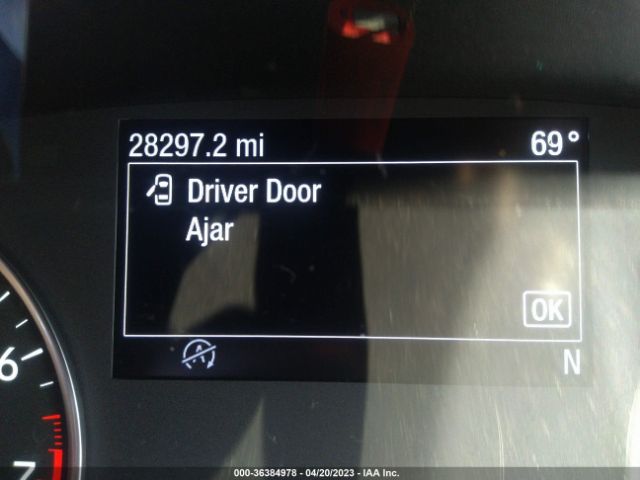 28297.2 mi 69°
Driver Door
Ajar
OK
A
N
6
7
000-36384978 - 04/20/2023 - IAA Inc.